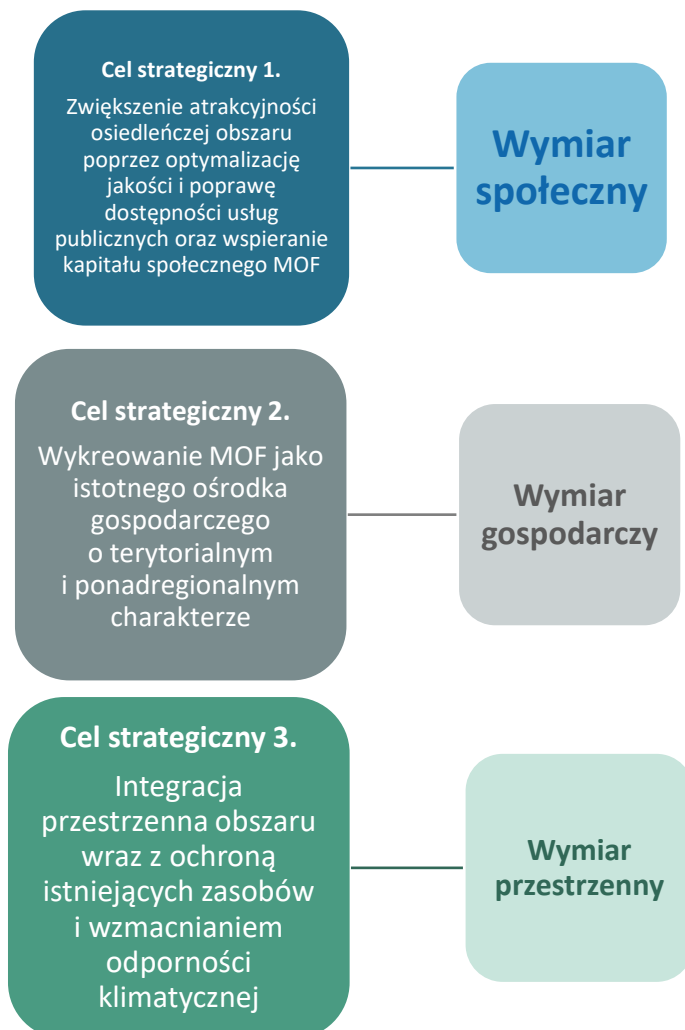 Cel strategiczny 1.
Zwiększenie atrakcyjności
osiedleńczej obszaru
poprzez optymalizację
jakości i poprawę
dostępności usług
publicznych oraz wspieranie
kapitału społecznego MOF
Wymiar
społeczny
Cel strategiczny 2.
Wykreowanie MOF jako
istotnego ośrodka
gospodarczego
o terytorialnym
i ponadregionalnym
charakterze
Wymiar
gospodarczy
Cel strategiczny 3.
Integracja
przestrzenna obszaru
wraz z ochroną
istniejących zasobów
i wzmacnianiem
odporności
klimatycznej
Wymiar
przestrzenny